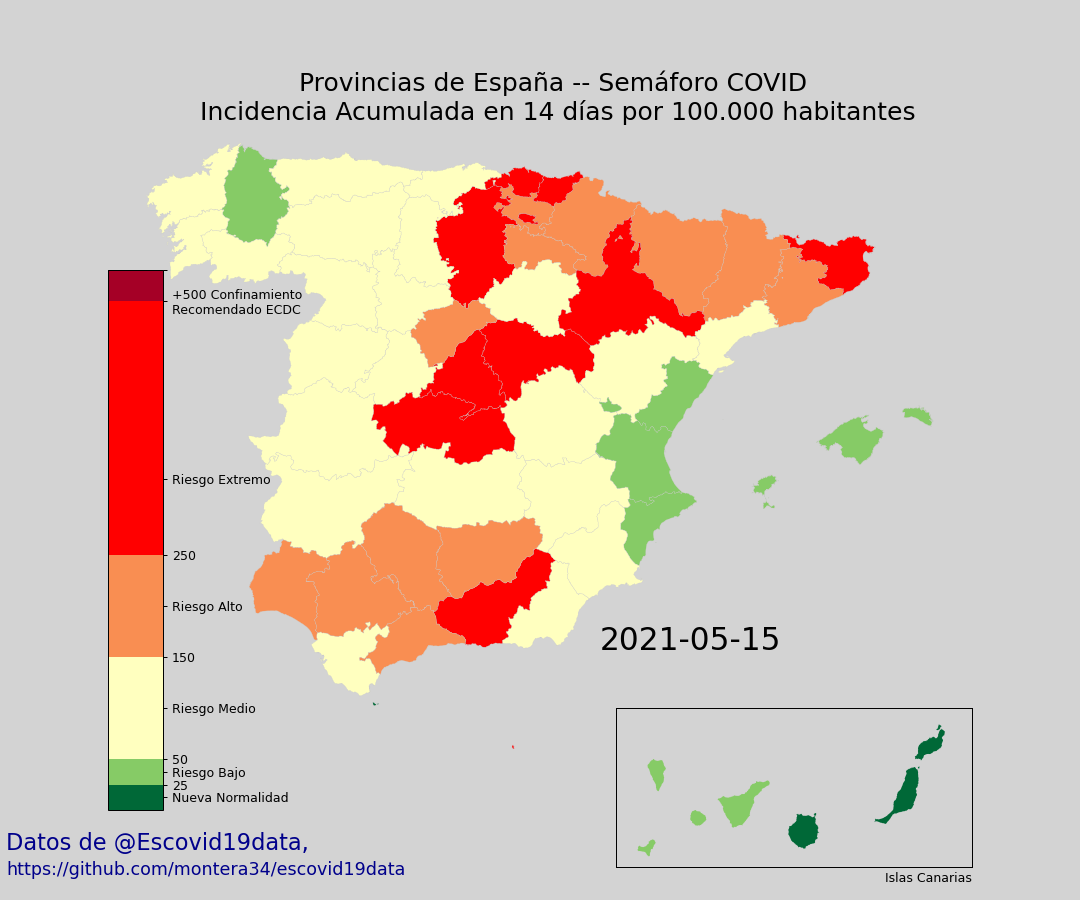 Provincias de España -- Semáforo COVID
Incidencia Acumulada en 14 días por 100.000 habitantes
+500 Confinamiento
Recomendado ECDC
Riesgo Extremo
250
Riesgo Alto
150
Riesgo Medio
50
Riesgo Bajo
25
Nueva Normalidad
2021-05-15
Islas Canarias
Datos de @Escovid19data,
https://github.com/montera34/escovid19data